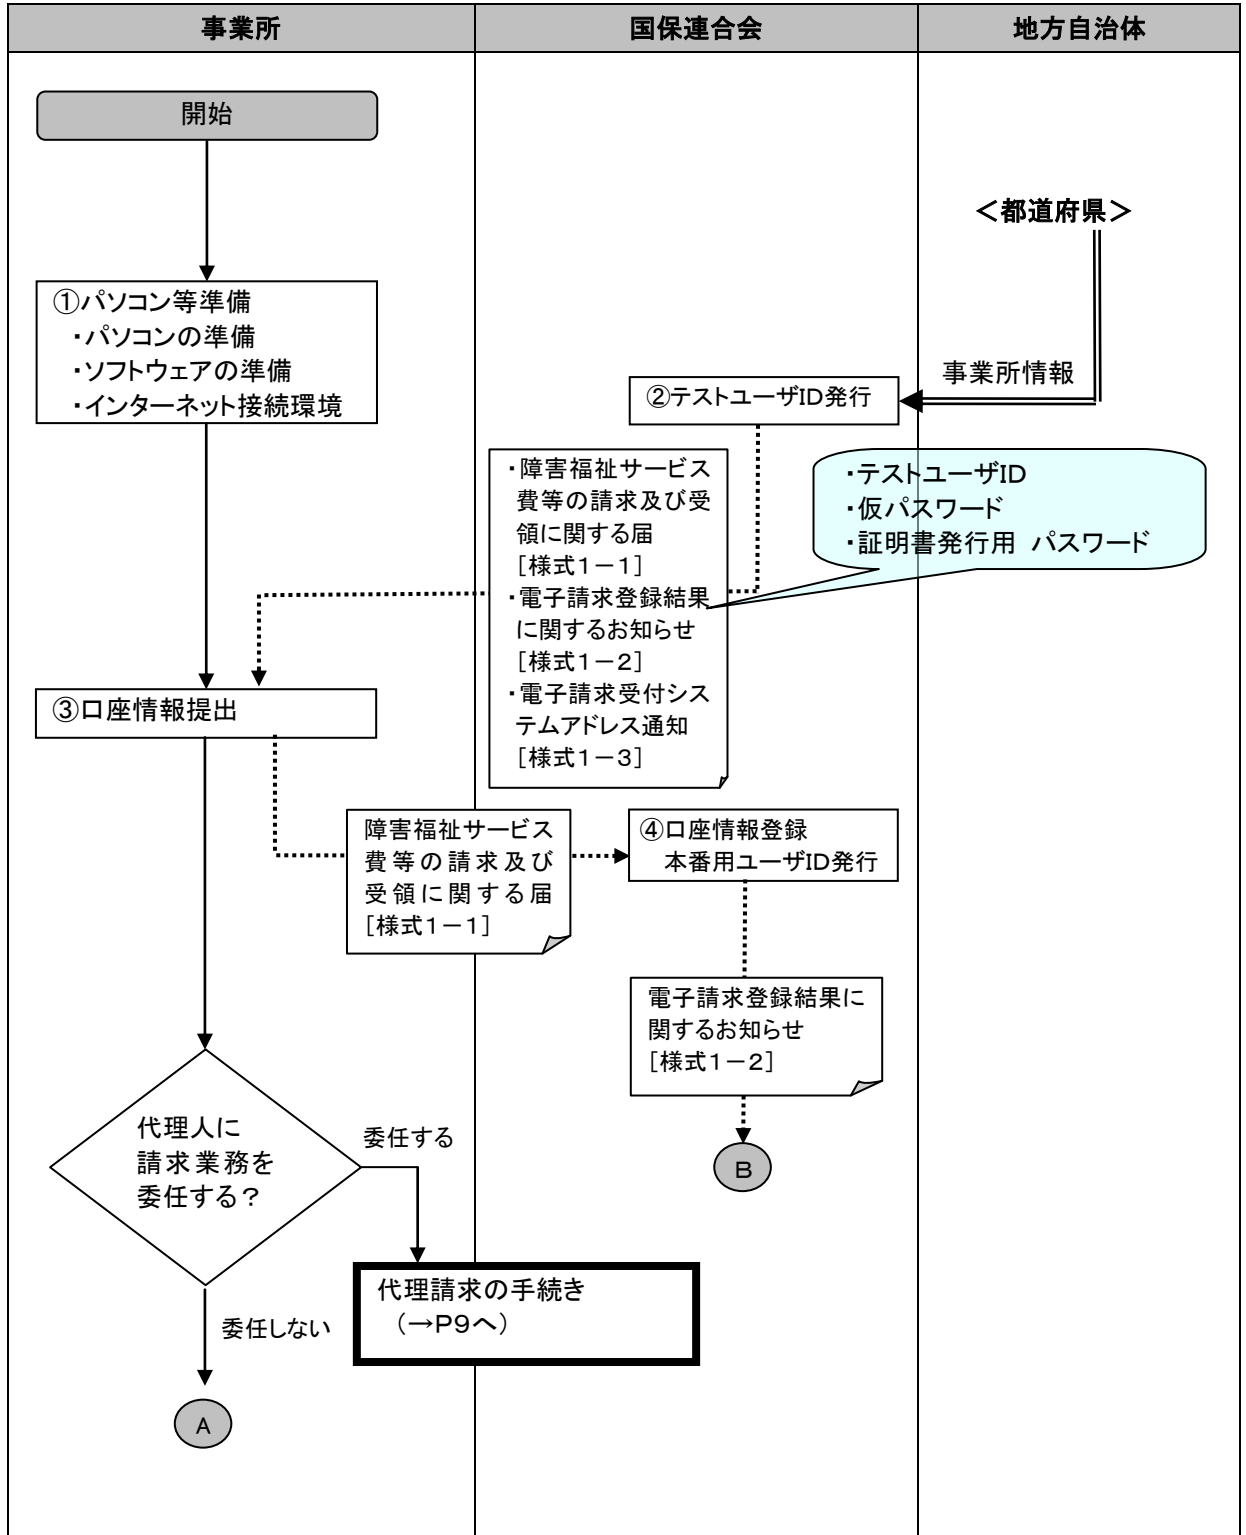 事業所
国保連合会
地方自治体
開始
＜都道府県＞
①パソコン等準備
・パソコンの準備
・ソフトウェアの準備
・インターネット接続環境
事業所情報
②テストユーザID発行
・障害福祉サービス
費等の請求及び受
領に関する届
［様式１－１］
・電子請求登録結果
に関するお知らせ
［様式１－２］
・電子請求受付シス
テムアドレス通知
［様式１－３］
・テストユーザID
・仮パスワード
・証明書発行用 パスワード
③口座情報提出
障害福祉サービス
費等の請求及び
受領に関する届
［様式１－１］
④口座情報登録
本番用ユーザID発行
電子請求登録結果に
関するお知らせ
［様式１－２］
B
代理人に
請求業務を
委任する？
委任する
代理請求の手続き
（→P９へ）
委任しない
A